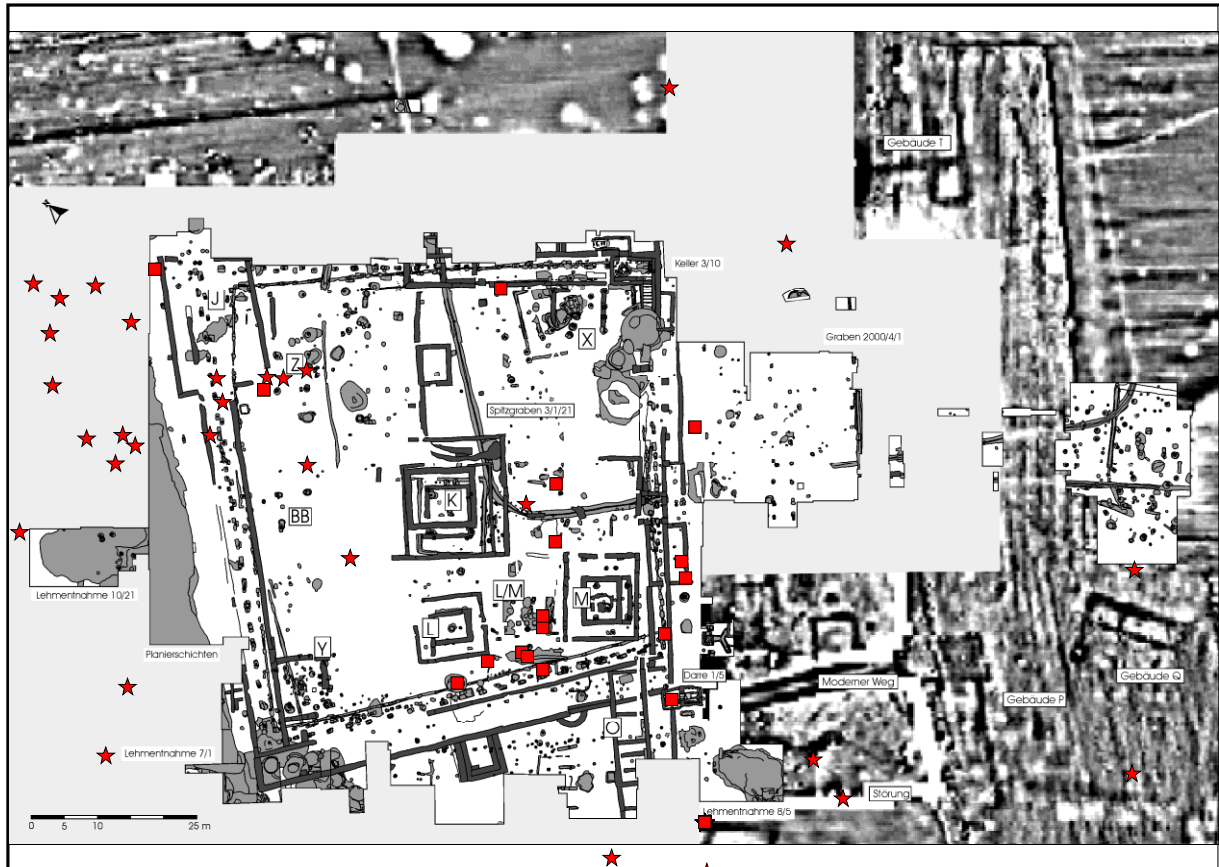 Gebäude T
Keller 3/10
J
Graben 2000/4/1
X
Z
Spitzgraben 3/1/21
K
BB
Lehmentnahme 10/21
L/M
M
L
Y
Planierschichten
Darre 1/5
Moderner Weg
Gebäude Q
Gebäude P
O
Lehmentnahme 7/1
Störung
Lehmentnahme 8/5
0 5 10 25 m